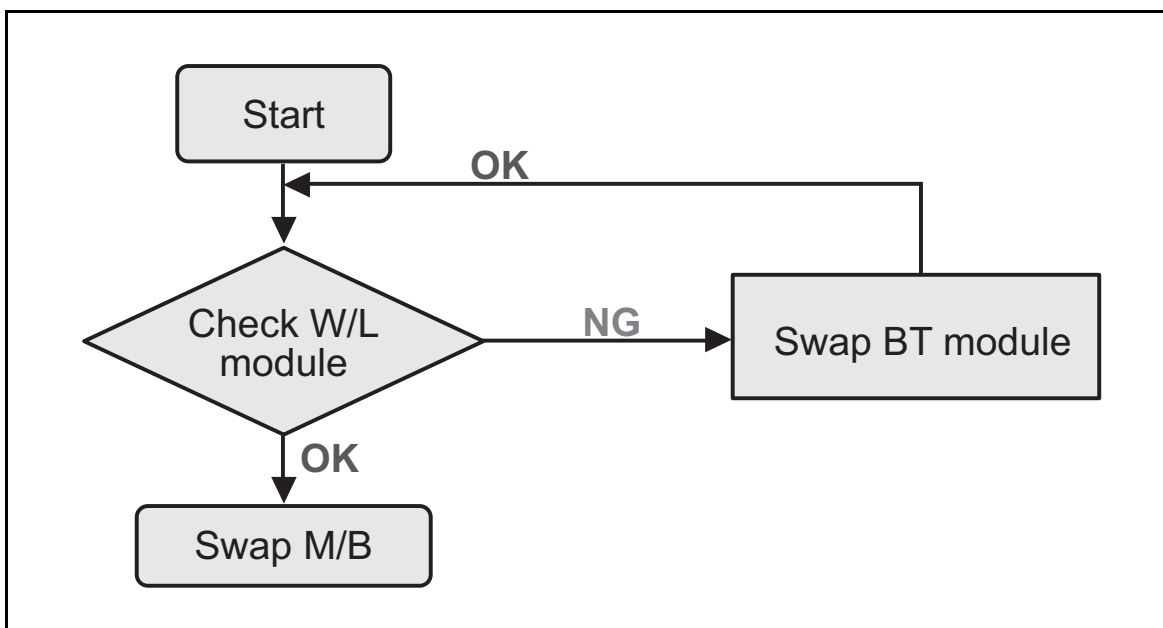 Start
OK
Check W/L
module
NG
Swap BT module
OK
Swap M/B